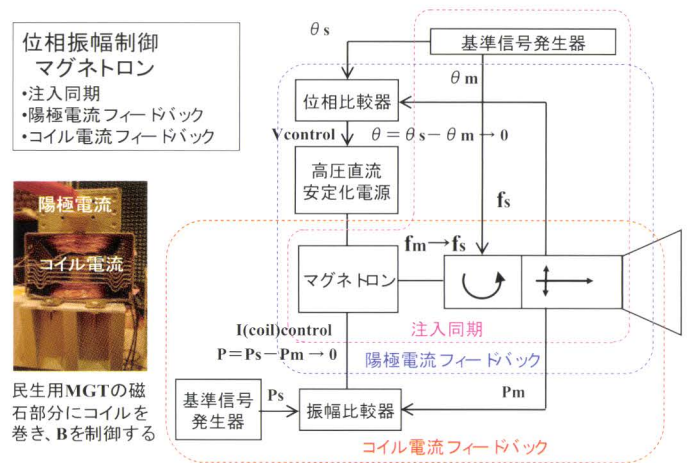 位相振幅制御
マグネトロン
•注入同期
•陽極電流フィードバック
•コイル電流フィードバック
陽極電流
コイル電流
民生用MGTの磁
石部分にコイルを
巻き、Bを制御する
θs
基準信号発生器
θm
位相比較器
Vcontrol
θ=θs−θm→0
高圧直流
安定化電源
fs
fm→fs
マグネトロン
I(coil)control
注入同期
P=Ps−Pm→0
陽極電流フィードバック
基準信号
発生器
Ps
振幅比較器
Pm
コイル電流フィードバック